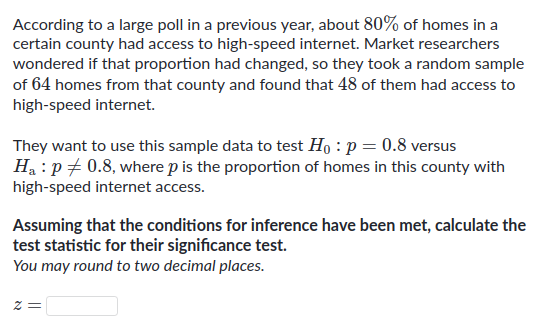 According to a large poll in a previous year, about 80% of homes in a
certain county had access to high-speed internet. Market researchers
wondered if that proportion had changed, so they took a random sample
of 64 homes from that county and found that 48 of them had access to
high-speed internet.
They want to use this sample data to test H₀ : p = 0.8 versus
Hₐ : p ≠ 0.8, where p is the proportion of homes in this county with
high-speed internet access.
Assuming that the conditions for inference have been met, calculate the
test statistic for their significance test.
You may round to two decimal places.
z =